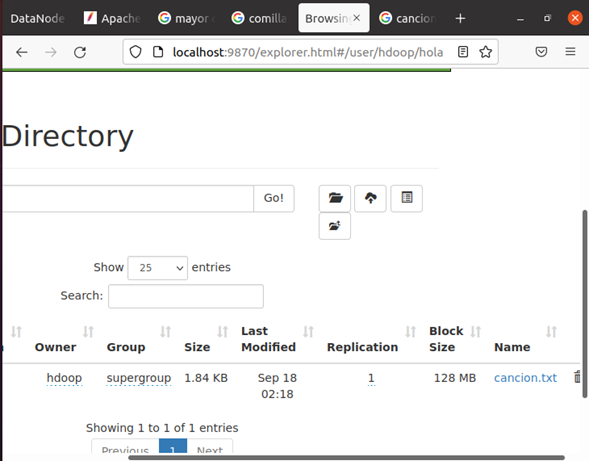 DataNode Apache mayor comilla Browsin cancion
localhost:9870/explorer.html#/user/hdoop/hola
Directory
Go!
Show 25 entries
Search:
Owner Group Size Last Modified Replication Block Size Name
hdoop supergroup 1.84 KB Sep 18 02:18 1 128 MB cancion.txt
Showing 1 to 1 of 1 entries
Previous 1 Next